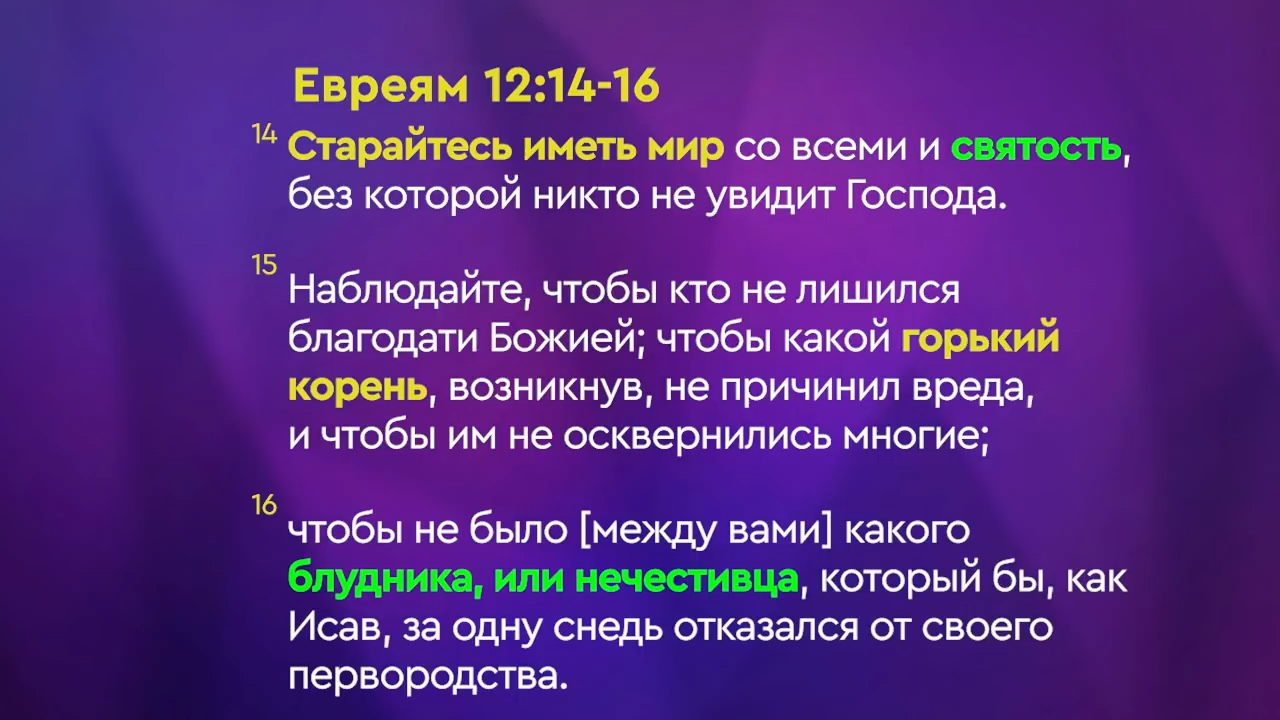 Евреям 12:14-16
14 Старайтесь иметь мир со всеми и святость,
без которой никто не увидит Господа.
15 Наблюдайте, чтобы кто не лишился
благодати Божией; чтобы какой горький
корень, возникнув, не причинил вреда,
и чтобы им не осквернились многие;
16 чтобы не было [между вами] какого
блудника, или нечестивца, который бы, как
Исав, за одну снедь отказался от своего
первородства.